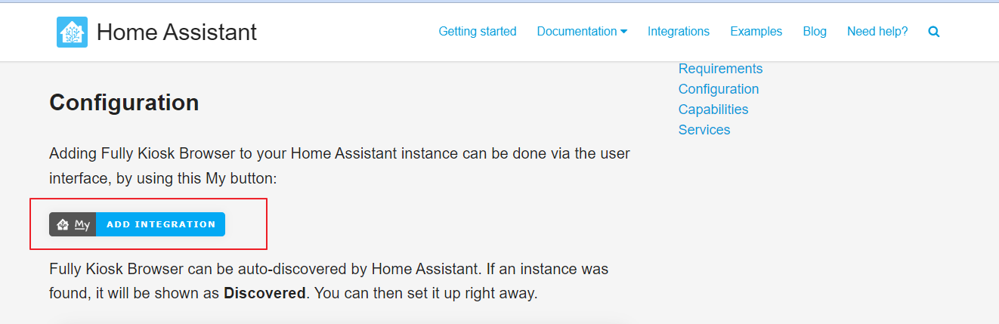 Home Assistant
Getting started Documentation Integrations Examples Blog Need help?
Requirements
Configuration
Capabilities
Services
Configuration
Adding Fully Kiosk Browser to your Home Assistant instance can be done via the user
interface, by using this My button:
My ADD INTEGRATION
Fully Kiosk Browser can be auto-discovered by Home Assistant. If an instance was
found, it will be shown as Discovered. You can then set it up right away.